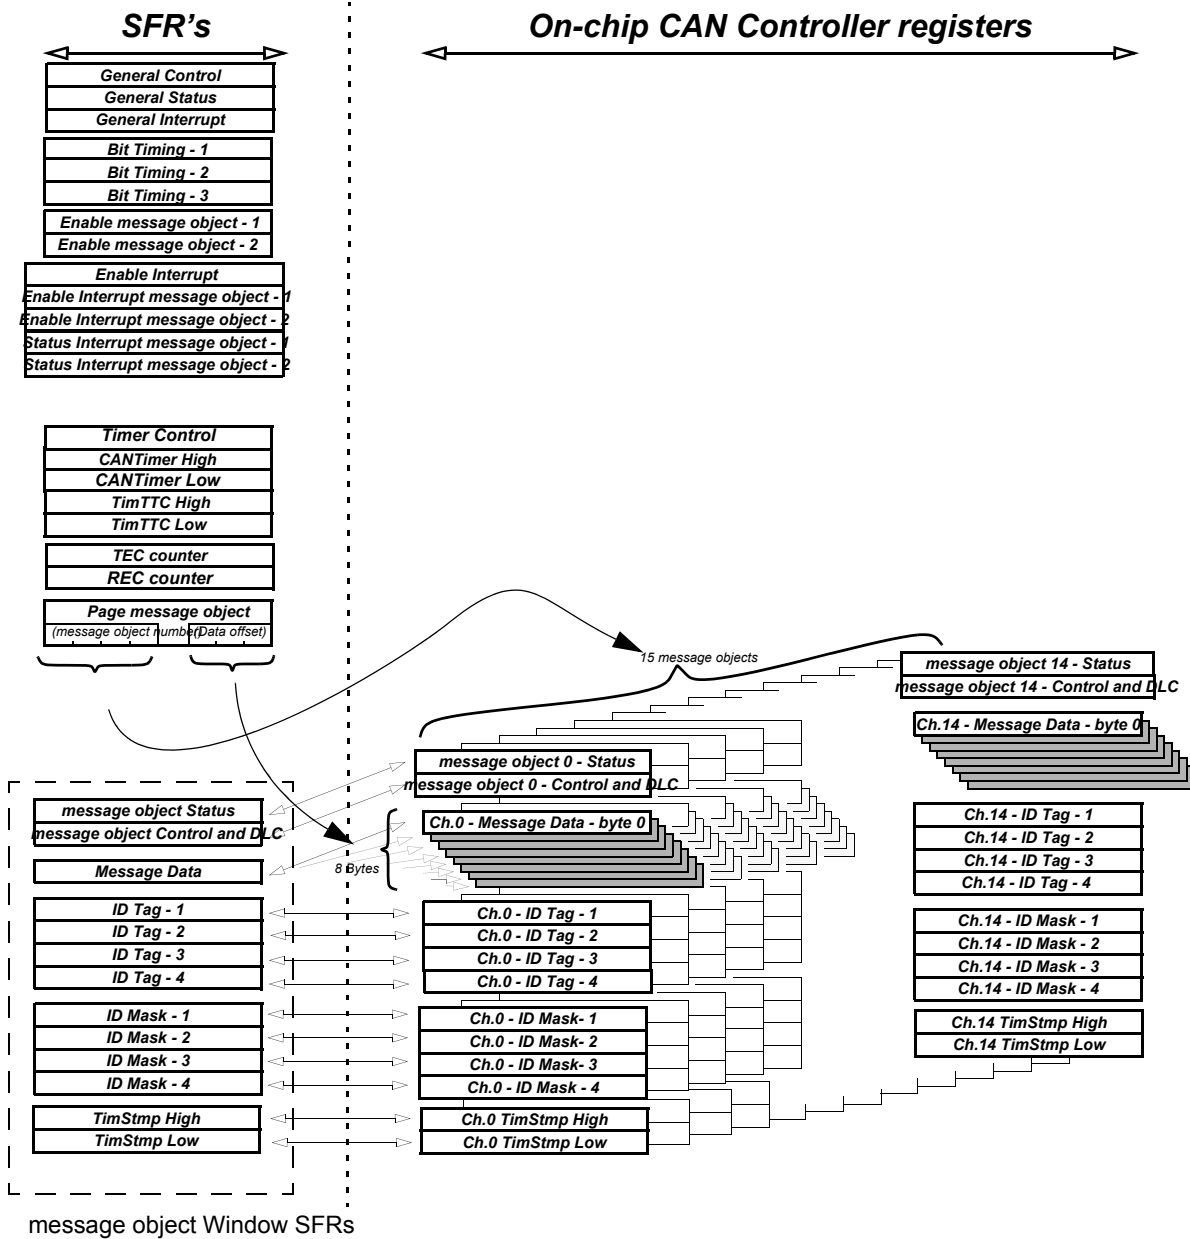 SFR's
General Control
General Status
General Interrupt
Bit Timing - 1
Bit Timing - 2
Bit Timing - 3
Enable message object - 1
Enable message object - 2
Enable Interrupt
Enable Interrupt message object - 1
Enable Interrupt message object - 2
Status Interrupt message object - 1
Status Interrupt message object - 2
Timer Control
CANTimer High
CANTimer Low
TimTTC High
TimTTC Low
TEC counter
REC counter
Page message object
(message object number)
(Data offset)
message object Status
message object Control and DLC
Message Data
ID Tag - 1
ID Tag - 2
ID Tag - 3
ID Tag - 4
ID Mask - 1
ID Mask - 2
ID Mask - 3
ID Mask - 4
TimStmp High
TimStmp Low
message object Window SFRs
On-chip CAN Controller registers
15 message objects
8 Bytes
message object 0 - Status
message object 0 - Control and DLC
Ch.0 - Message Data - byte 0
Ch.0 - ID Tag - 1
Ch.0 - ID Tag - 2
Ch.0 - ID Tag - 3
Ch.0 - ID Tag - 4
Ch.0 - ID Mask- 1
Ch.0 - ID Mask- 2
Ch.0 - ID Mask- 3
Ch.0 - ID Mask - 4
Ch.0 TimStmp High
Ch.0 TimStmp Low
message object 14 - Status
message object 14 - Control and DLC
Ch.14 - Message Data - byte 0
Ch.14 - ID Tag - 1
Ch.14 - ID Tag - 2
Ch.14 - ID Tag - 3
Ch.14 - ID Tag - 4
Ch.14 - ID Mask - 1
Ch.14 - ID Mask - 2
Ch.14 - ID Mask - 3
Ch.14 - ID Mask - 4
Ch.14 TimStmp High
Ch.14 TimStmp Low